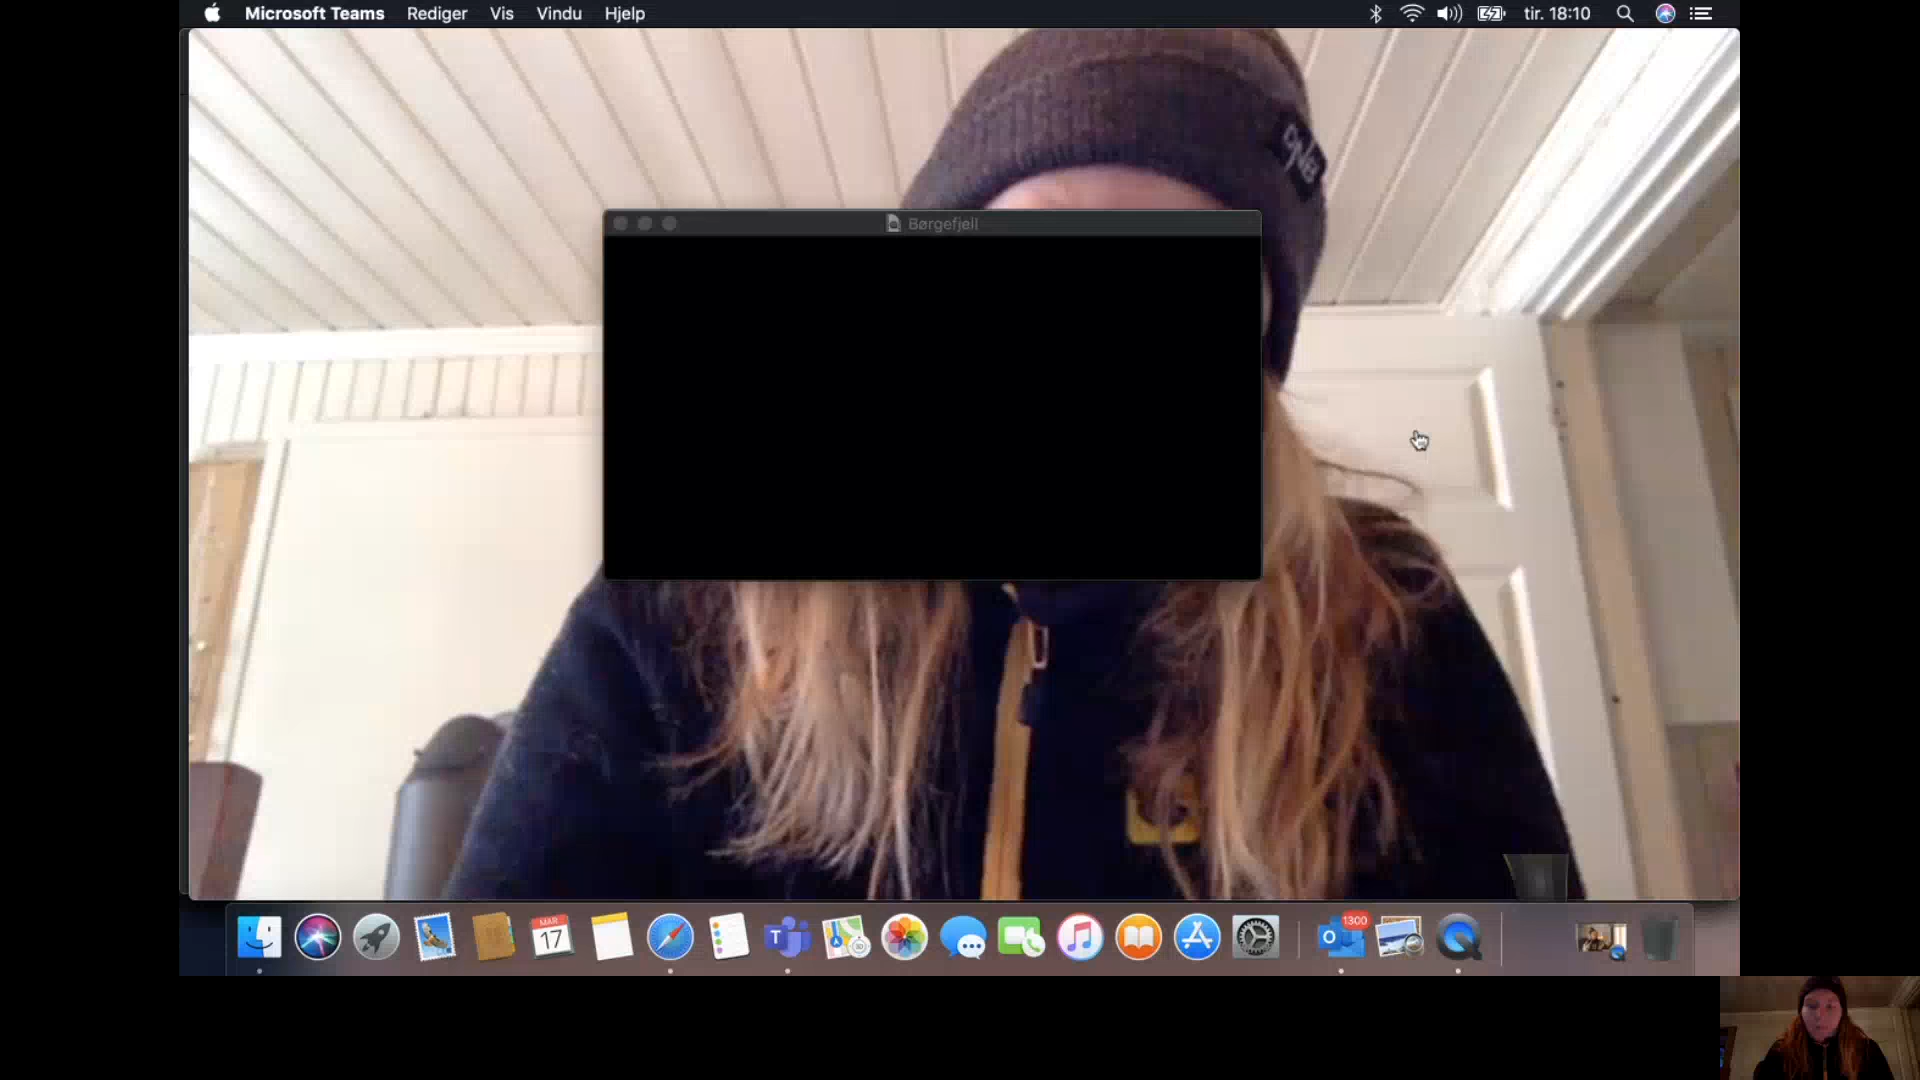 Microsoft Teams Rediger Vis Vindu Hjelp tir. 18:10
Børgefjell
MAR
17
T
1300